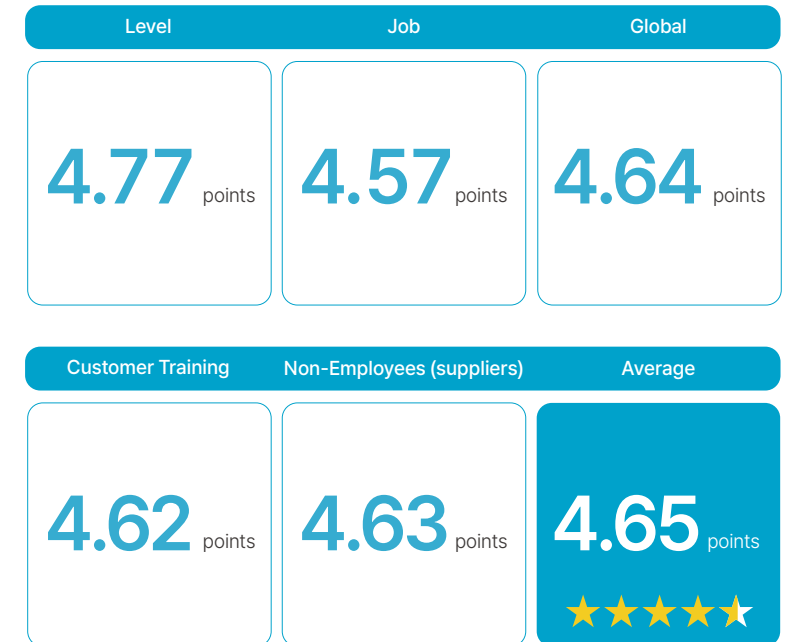 Level Job Global
4.77 points 4.57 points 4.64 points
Customer Training Non-Employees (suppliers) Average
4.62 points 4.63 points 4.65 points